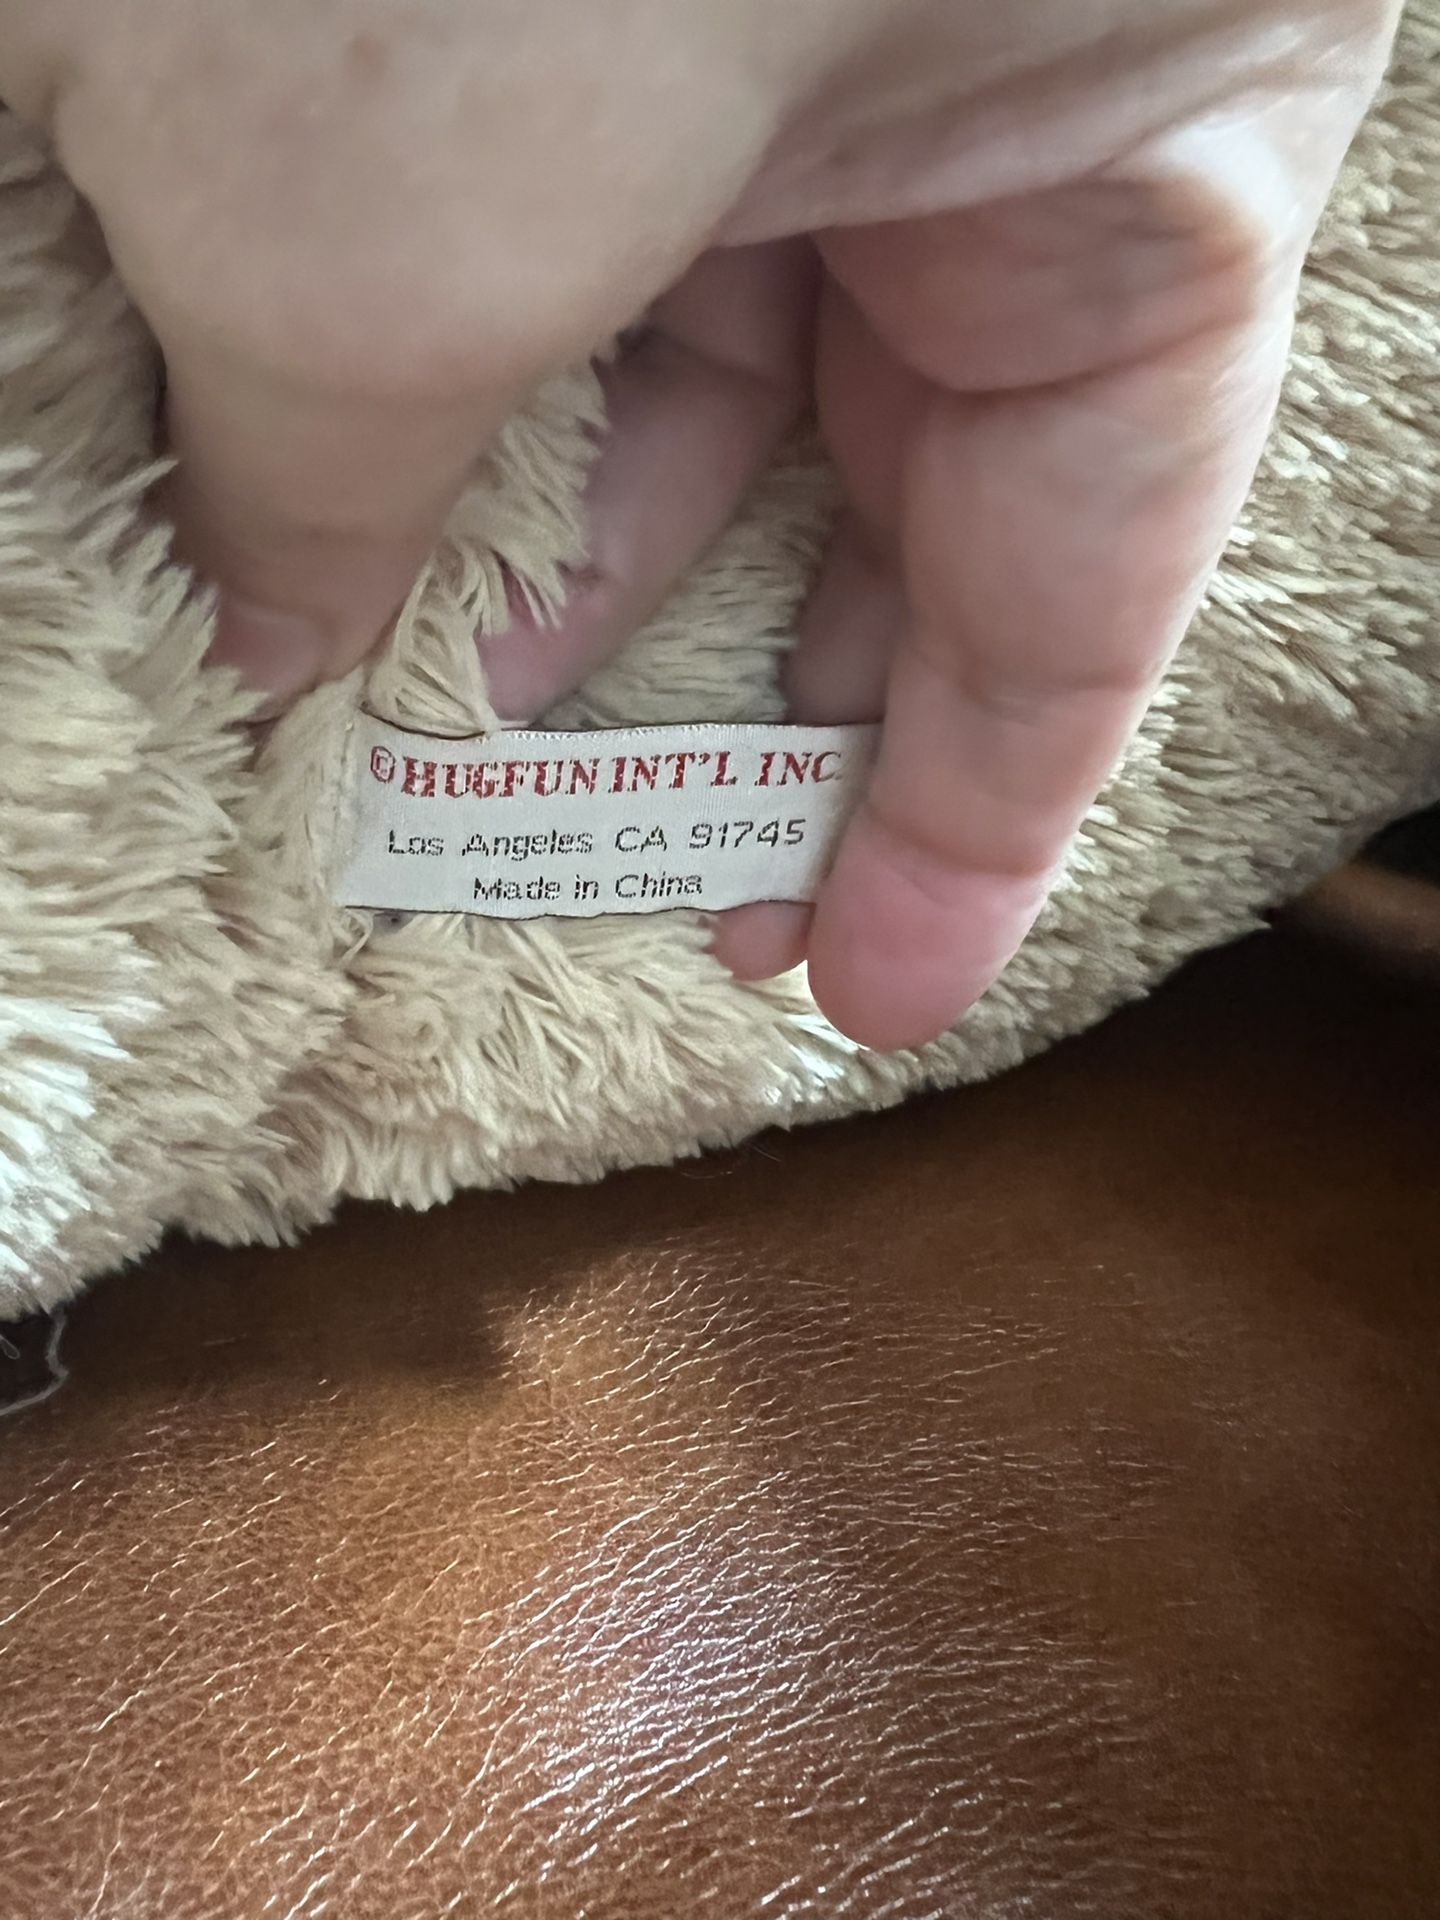 ©HUGFUN INT'L INC.
Los Angeles CA 91745
Made in China